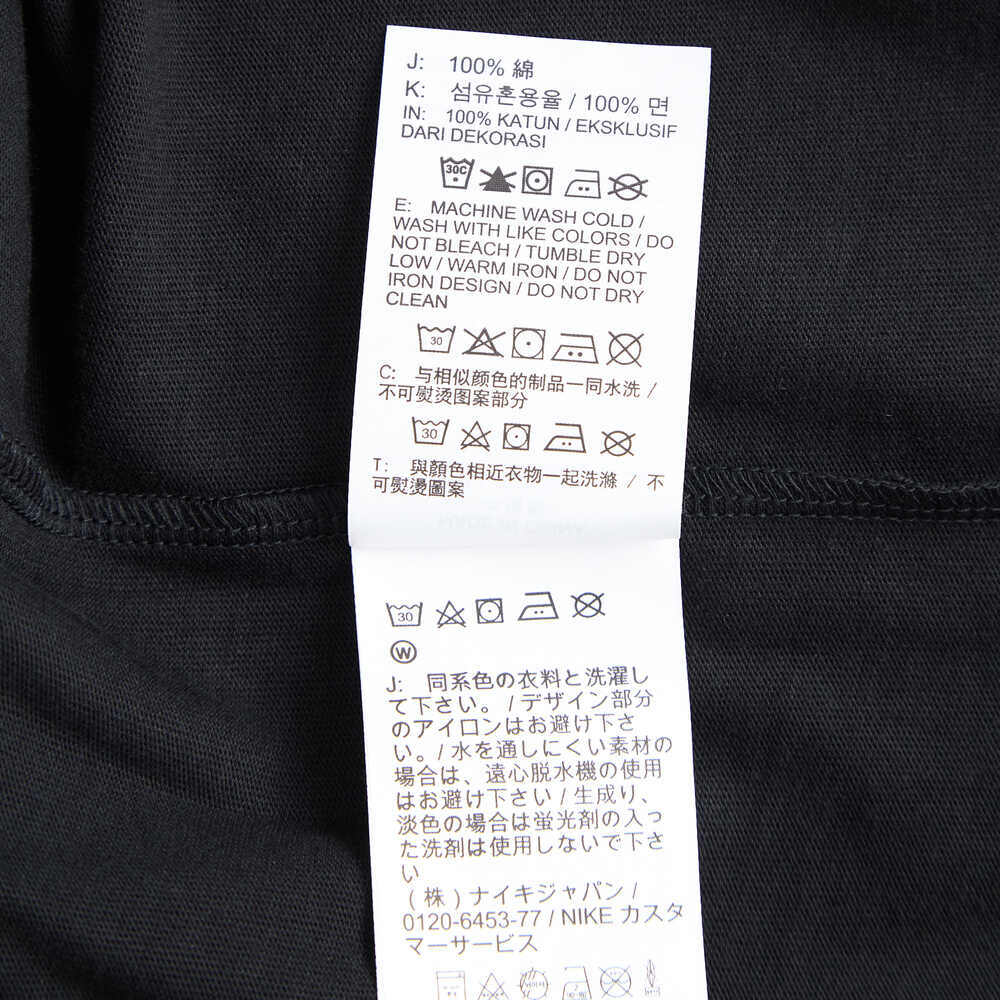 J: 100% 綿
K: 섬유혼용율 / 100% 면
IN: 100% KATUN / EKSKLUSIF
DARI DEKORASI
30C
E: MACHINE WASH COLD /
WASH WITH LIKE COLORS / DO
NOT BLEACH / TUMBLE DRY
LOW / WARM IRON / DO NOT
IRON DESIGN / DO NOT DRY
CLEAN
30
C: 与相似颜色的制品一同水洗 /
不可熨烫图案部分
30
T: 與顏色相近衣物一起洗滌 / 不
可熨燙圖案
30
W
J: 同系色の衣料と洗濯し
て下さい。/ デザイン部分
のアイロンはお避け下さ
い。/ 水を通しにくい素材の
場合は、遠心脱水機の使用
はお避け下さい / 生成り、
淡色の場合は蛍光剤の入っ
た洗剤は使用しないで下さ
い
(株) ナイキジャパン /
0120-6453-77 / NIKE カスタ
マーサービス